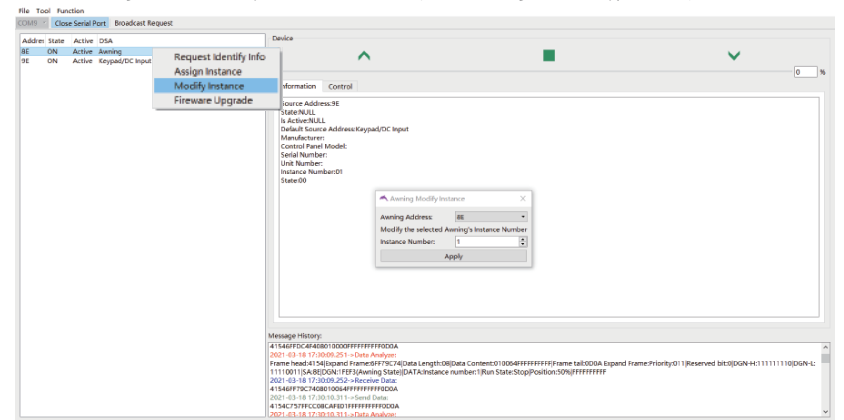 File Tool Function
COM9 Close Serial Port Broadcast Request
Addres State Active DSA
8E ON Active Awning
9E ON Active Keypad/DC Input
Request Identify Info
Assign Instance
Modify Instance
Fireware Upgrade
Device
0 %
Information Control
Source Address:9E
State:NULL
Is Active:NULL
Default Source Address:Keypad/DC Input
Manufacturer:
Control Panel Model:
Serial Number:
Unit Number:
Instance Number:01
State:00
Awning Modify Instance
Awning Address: 8E
Modify the selected Awning's Instance Number
Instance Number: 1
Apply
Message History:
41546FFDC4F408010000FFFFFFFFFF0D0A
2021-03-18 17:30:09.251->Data Analyze:
Frame head:4154|Expand Frame:6FF79C74|Data Length:08|Data Content:010064FFFFFFFFFF|Frame tail:0D0A Expand Frame:Priority:011|Reserved bit:0|DGN-H:111111110|DGN-L:
11110011|SA:8E|DGN:1FEF3(Awning State)|DATA:Instance number:1|Run State:Stop|Position:50%|FFFFFFFFFF
2021-03-18 17:30:09.252->Receive Data:
41546FF79C7408010064FFFFFFFFFF0D0A
2021-03-18 17:30:10.311->Send Data:
4154C757FFCC08CAFED1FFFFFFFFFF0D0A
2021-03-18 17:30:10.311->Data Analyze: